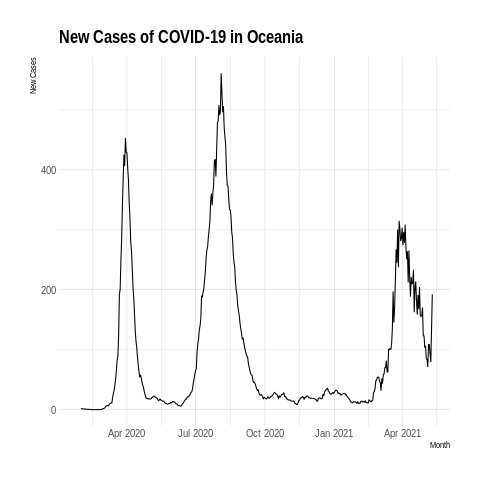 New Cases of COVID-19 in Oceania
New Cases
400
200
0
Apr 2020 Jul 2020 Oct 2020 Jan 2021 Apr 2021
Month